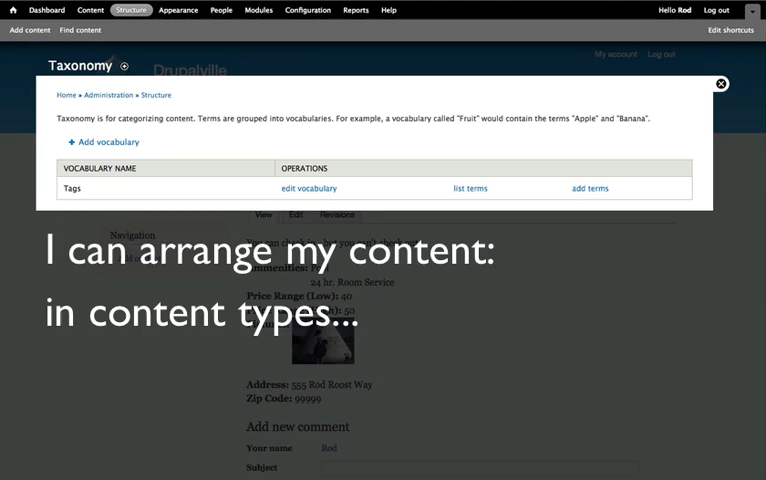 Dashboard Content Structure Appearance People Modules Configuration Reports Help Hello Rod Log out
Add content Find content Edit shortcuts
My account Log out
Taxonomy Drupalville
Home » Administration » Structure
Taxonomy is for categorizing content. Terms are grouped into vocabularies. For example, a vocabulary called "Fruit" would contain the terms "Apple" and "Banana".
+ Add vocabulary
VOCABULARY NAME OPERATIONS
Tags edit vocabulary list terms add terms
View Edit Revisions
Navigation
I can arrange my content:
24 hr. Room Service
Price Range (Low): 40
in content types...
50
Address: 555 Rod Roost Way
Zip Code: 99999
Add new comment
Your name Rod
Subject